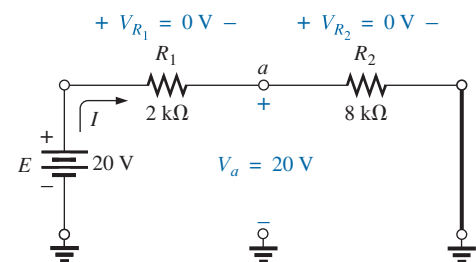 + V_R₁ = 0 V – + V_R₂ = 0 V –
R₁ a R₂
I 2 kΩ + 8 kΩ
+
E 20 V V_a = 20 V
–
–